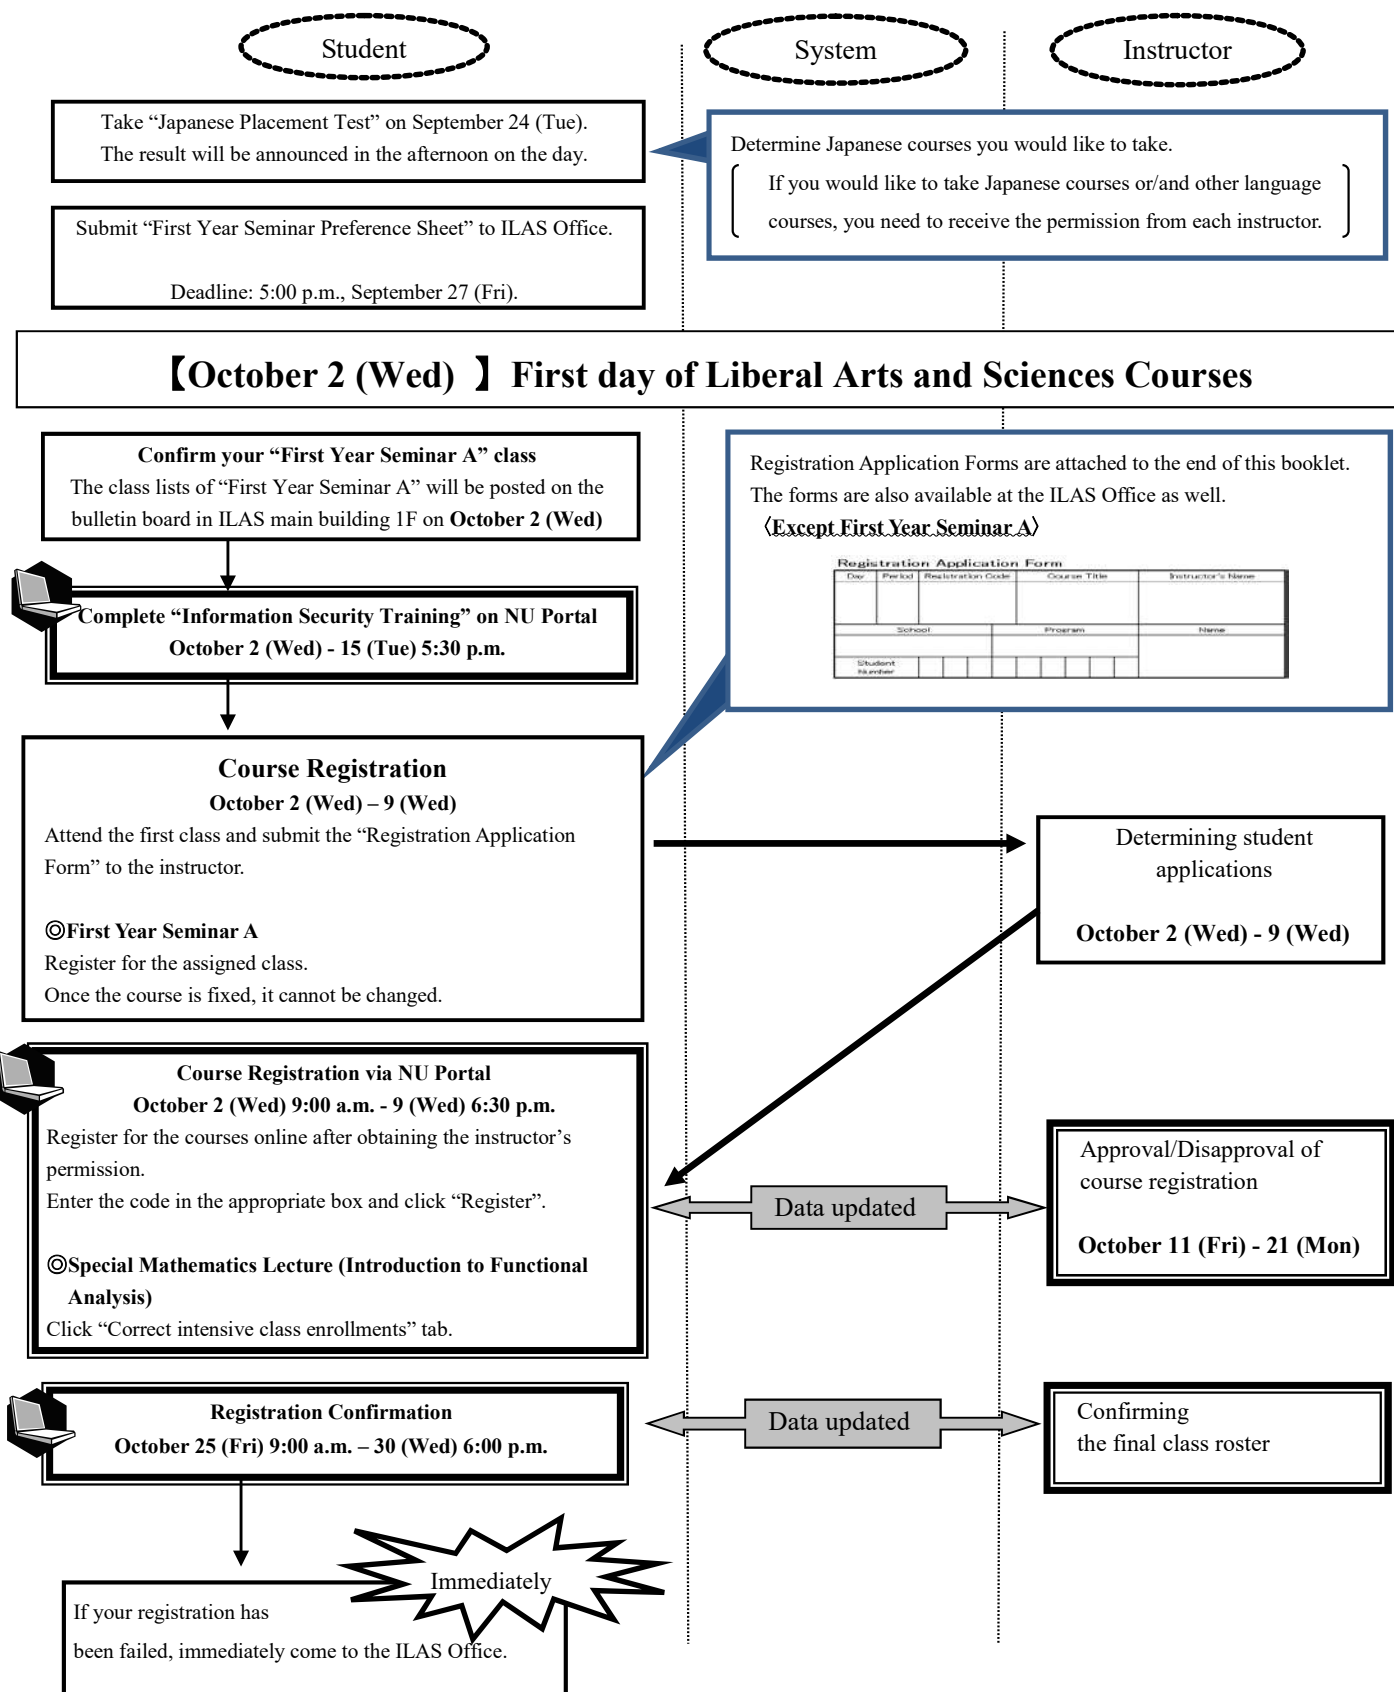 Student
System
Instructor
Take “Japanese Placement Test” on September 24 (Tue).
The result will be announced in the afternoon on the day.
Determine Japanese courses you would like to take.
If you would like to take Japanese courses or/and other language
courses, you need to receive the permission from each instructor.
Submit “First Year Seminar Preference Sheet” to ILAS Office.
Deadline: 5:00 p.m., September 27 (Fri).
【October 2 (Wed) 】First day of Liberal Arts and Sciences Courses
Confirm your “First Year Seminar A” class
The class lists of “First Year Seminar A” will be posted on the
bulletin board in ILAS main building 1F on October 2 (Wed)
Registration Application Forms are attached to the end of this booklet.
The forms are also available at the ILAS Office as well.
〈Except First Year Seminar A〉
Registration Application Form
Day Period Registration Code Course Title Instructor's Name
School Program Name
Student
Number
Complete “Information Security Training” on NU Portal
October 2 (Wed) - 15 (Tue) 5:30 p.m.
Course Registration
October 2 (Wed) – 9 (Wed)
Attend the first class and submit the “Registration Application
Form” to the instructor.
◎First Year Seminar A
Register for the assigned class.
Once the course is fixed, it cannot be changed.
Determining student
applications
October 2 (Wed) - 9 (Wed)
Course Registration via NU Portal
October 2 (Wed) 9:00 a.m. - 9 (Wed) 6:30 p.m.
Register for the courses online after obtaining the instructor’s
permission.
Enter the code in the appropriate box and click “Register”.
◎Special Mathematics Lecture (Introduction to Functional
Analysis)
Click “Correct intensive class enrollments” tab.
Data updated
Approval/Disapproval of
course registration
October 11 (Fri) - 21 (Mon)
Registration Confirmation
October 25 (Fri) 9:00 a.m. – 30 (Wed) 6:00 p.m.
Data updated
Confirming
the final class roster
Immediately
If your registration has
been failed, immediately come to the ILAS Office.